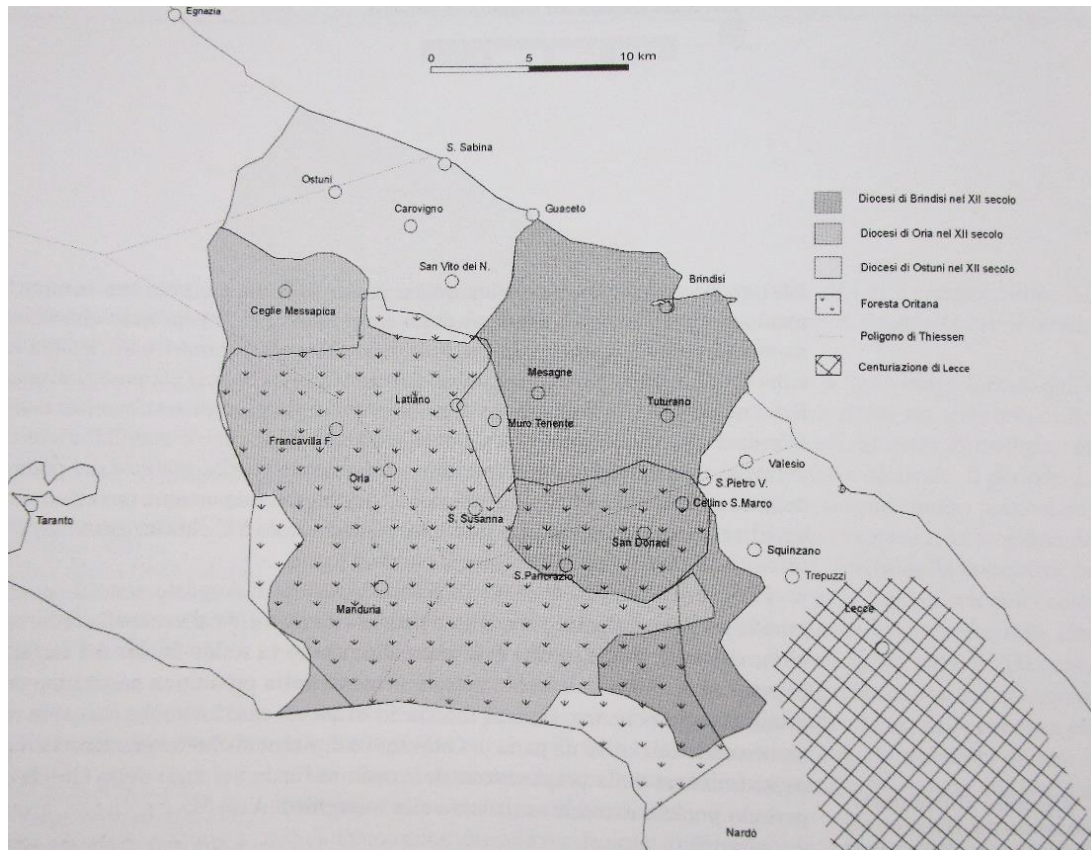 Egnazia
0 5 10 km
S. Sabina
Ostuni
Carovigno
Guaceto
San Vito dei N.
Brindisi
Ceglie Messapica
Mesagne
Latiano
Tuturano
Muro Tenente
Francavilla F.
Oria
Valesio
S.Pietro V.
Cellino S.Marco
Taranto
S. Susanna
San Donaci
Squinzano
S.Pancrazio
Trepuzzi
Manduria
Lecce
Nardò
Diocesi di Brindisi nel XII secolo
Diocesi di Oria nel XII secolo
Diocesi di Ostuni nel XII secolo
Foresta Oritana
Poligono di Thiessen
Centuriazione di Lecce